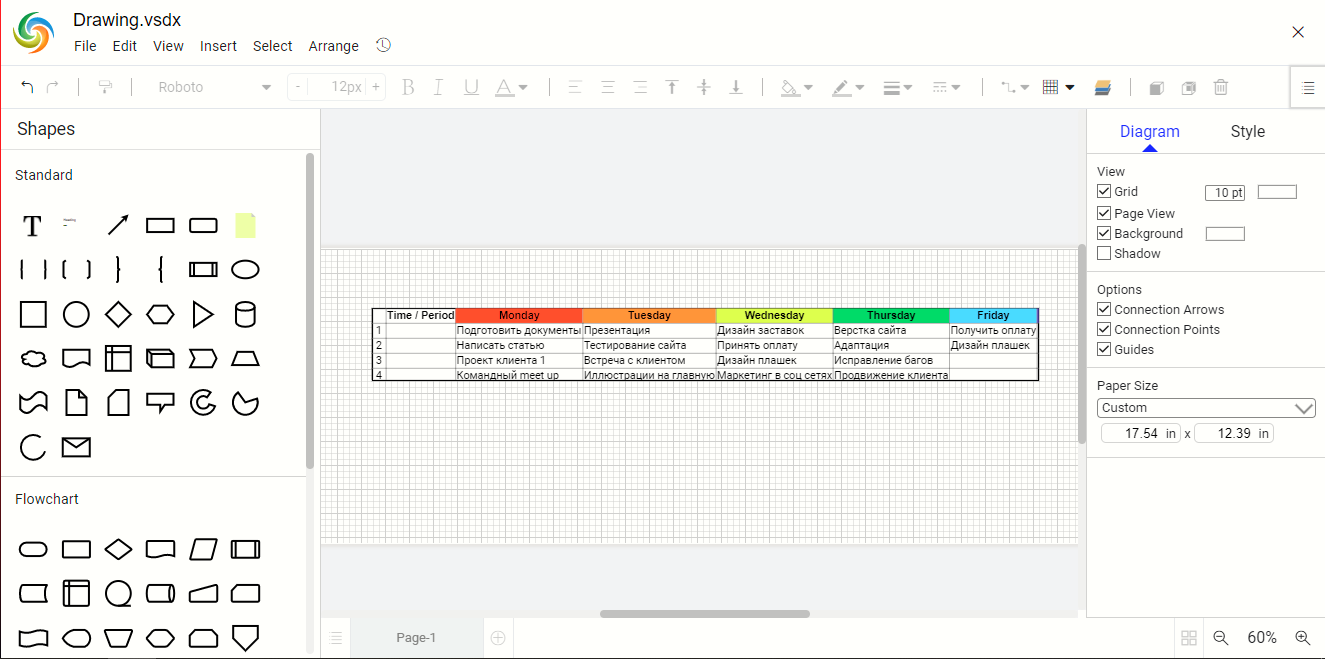 Drawing.vsdx
File Edit View Insert Select Arrange
Roboto - 12px + B I U A
Shapes
Standard
T
Flowchart
Time / Period Monday Tuesday Wednesday Thursday Friday
1 Подготовить документы Презентация Дизайн заставок Верстка сайта Получить оплату
2 Написать статью Тестирование сайта Принять оплату Адаптация Дизайн плашек
3 Проект клиента 1 Встреча с клиентом Дизайн плашек Исправление багов
4 Командный meet up Иллюстрации на главную Маркетинг в соц сетях Продвижение клиента
Page-1
60%
Diagram Style
View
Grid 10 pt
Page View
Background
Shadow
Options
Connection Arrows
Connection Points
Guides
Paper Size
Custom
17.54 in x 12.39 in